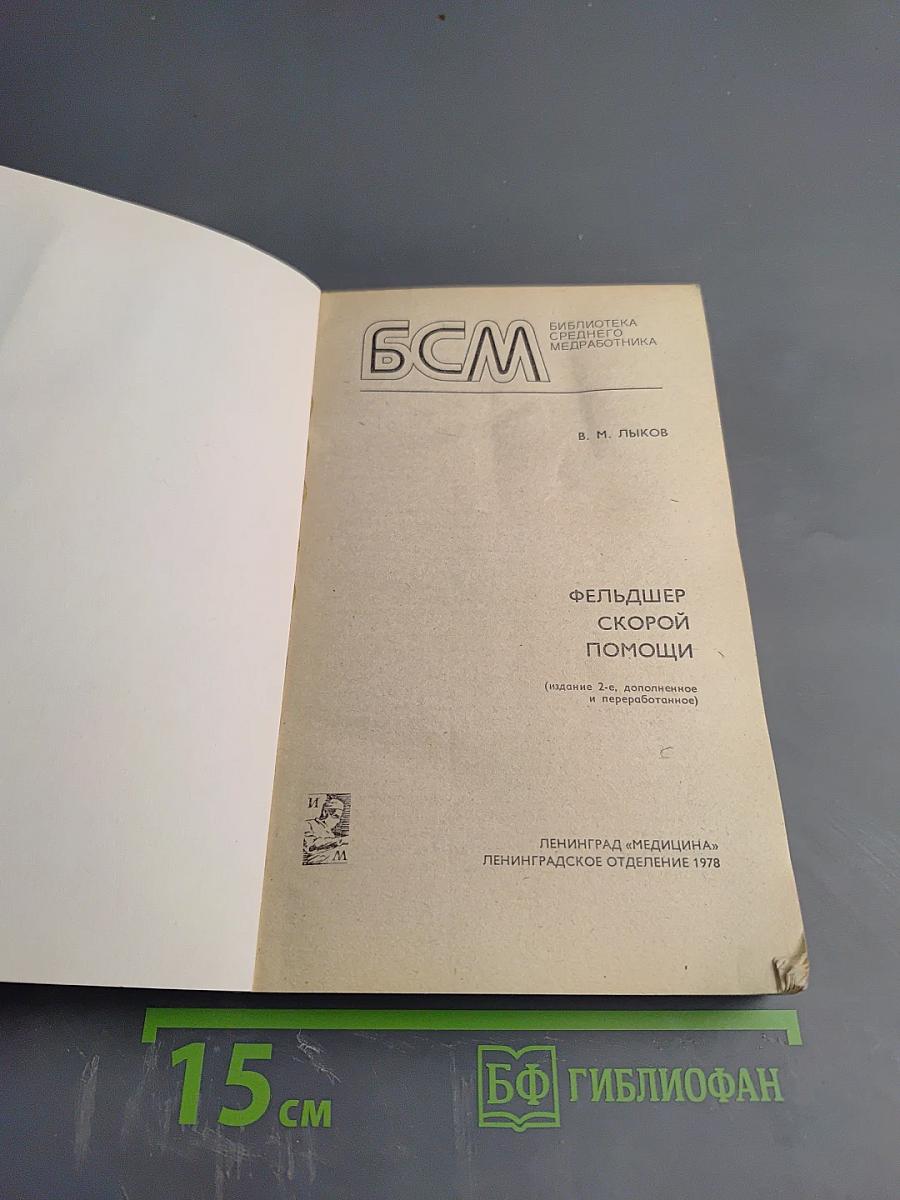 БСМ
БИБЛИОТЕКА
СРЕДНЕГО
МЕДРАБОТНИКА
В. М. ЛЫКОВ
ФЕЛЬДШЕР
СКОРОЙ
ПОМОЩИ
(издание 2-е, дополненное
и переработанное)
И
М
ЛЕНИНГРАД «МЕДИЦИНА»
ЛЕНИНГРАДСКОЕ ОТДЕЛЕНИЕ 1978
15 см
БФ ГИБЛИОФАН